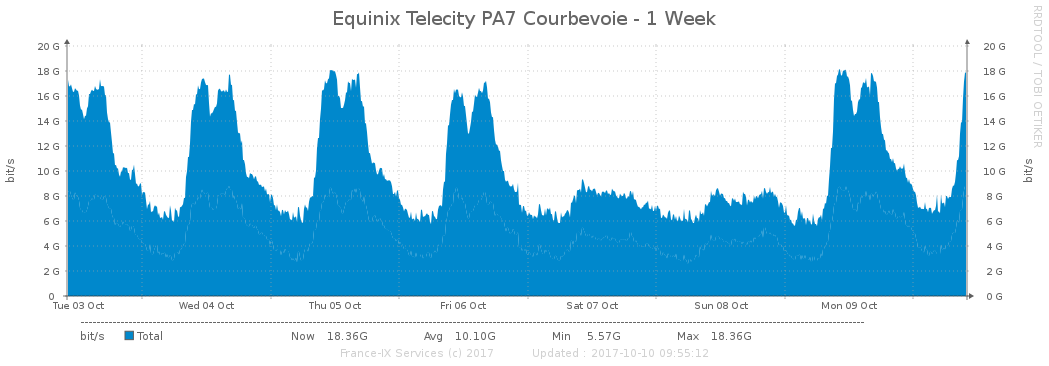 Equinix Telecity PA7 Courbevoie - 1 Week
RRDTOOL / TOBI OETIKER
20 G 20 G
18 G 18 G
16 G 16 G
14 G 14 G
12 G 12 G
10 G 10 G
8 G 8 G
6 G 6 G
4 G 4 G
2 G 2 G
0 0 G
bit/s bit/s
Tue 03 Oct Wed 04 Oct Thu 05 Oct Fri 06 Oct Sat 07 Oct Sun 08 Oct Mon 09 Oct
bit/s Total Now 18.36G Avg 10.10G Min 5.57G Max 18.36G
France-IX Services (c) 2017 Updated : 2017-10-10 09:55:12